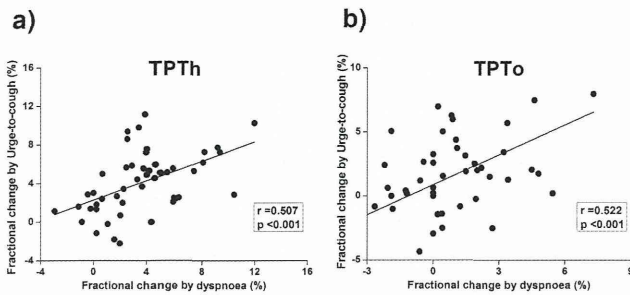 a)
TPTh
Fractional change by Urge-to-cough (%)
16
12
8
4
0
-4
-4
0
4
8
12
16
r =0.507
p <0.001
Fractional change by dyspnoea (%)
b)
TPTo
Fractional change by Urge-to-cough (%)
10
5
0
-5
-3
0
3
6
9
r =0.522
p <0.001
Fractional change by dyspnoea (%)